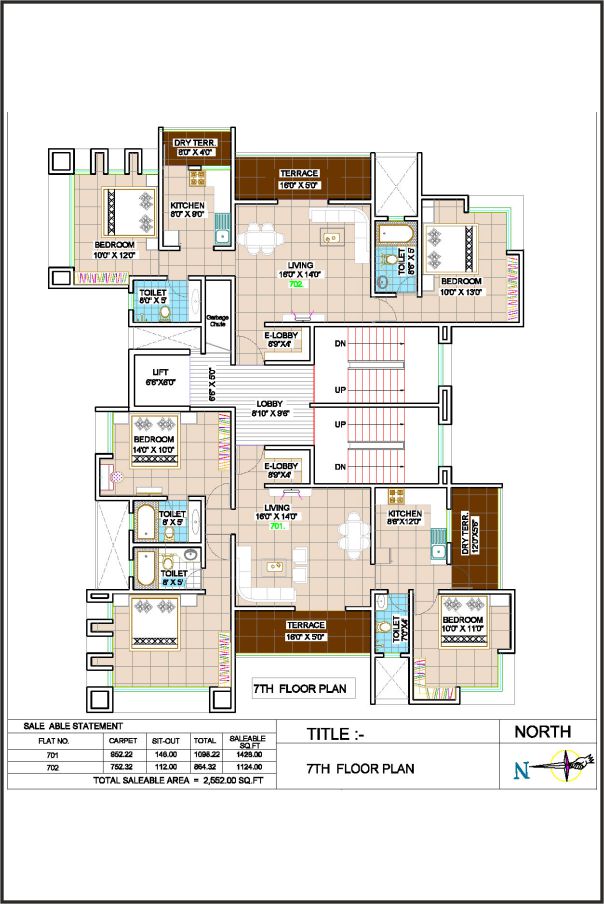 DRY TERR.
8'0" X 4'0"
TERRACE
16'0" X 5'0"
KITCHEN
8'0" X 9'0"
BEDROOM
10'0" X 12'0"
LIVING
16'0" X 14'0"
702.
TOILET
8'6" X 5'
BEDROOM
10'0" X 13'0"
TOILET
8'0" X 5'
Garbage
Chute
E-LOBBY
8'9"X4'
DN
LIFT
6'6"X6'0"
6'6" X 5'0"
UP
LOBBY
8'10" X 9'6"
UP
BEDROOM
14'0" X 10'0"
E-LOBBY
8'9"X4'
DN
LIVING
16'0" X 14'0"
701.
KITCHEN
8'6"X12'0"
DRY TERR.
12'0"X5'6"
TOILET
8' X 5'
TOILET
8' X 5'
TERRACE
16'0" X 5'0"
TOILET
7'0"X4'
BEDROOM
10'0" X 11'0"
7TH FLOOR PLAN
SALE ABLE STATEMENT
FLAT NO. CARPET SIT-OUT TOTAL SALEABLE SQ.FT
701 952.22 146.00 1098.22 1428.00
702 752.32 112.00 864.32 1124.00
TOTAL SALEABLE AREA = 2,552.00 SQ.FT
TITLE :-
7TH FLOOR PLAN
NORTH
N